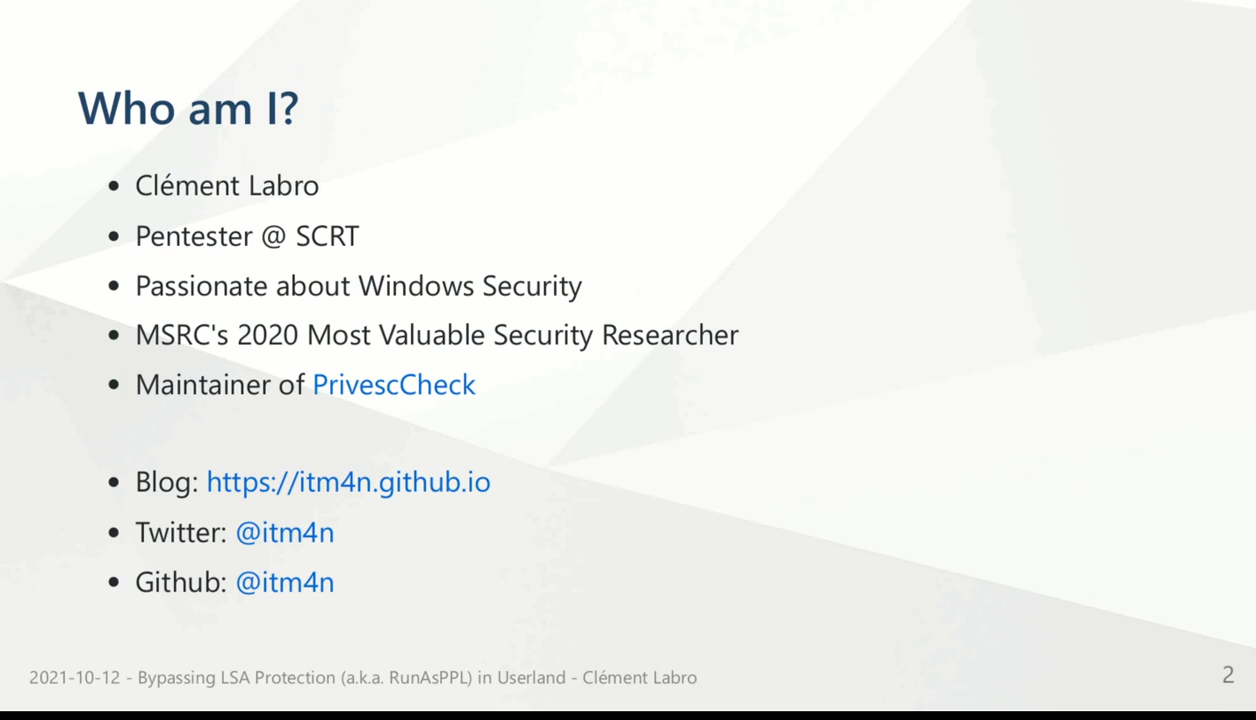 Who am I?
• Clément Labro
• Pentester @ SCRT
• Passionate about Windows Security
• MSRC's 2020 Most Valuable Security Researcher
• Maintainer of PrivescCheck
• Blog: https://itm4n.github.io
• Twitter: @itm4n
• Github: @itm4n
2021-10-12 - Bypassing LSA Protection (a.k.a. RunAsPPL) in Userland - Clément Labro
2